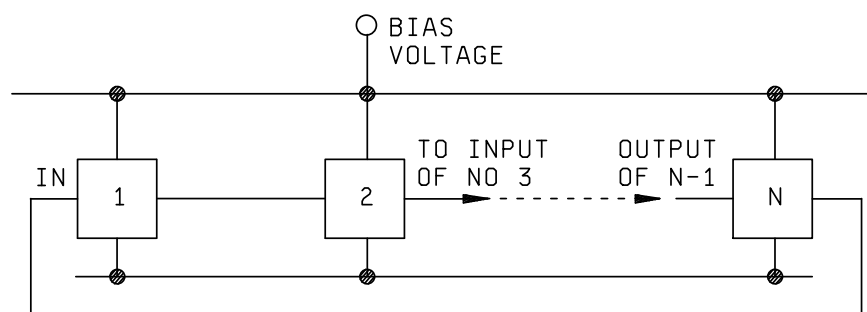 BIAS
VOLTAGE
IN
TO INPUT
OF NO 3
OUTPUT
OF N-1
1
2
N